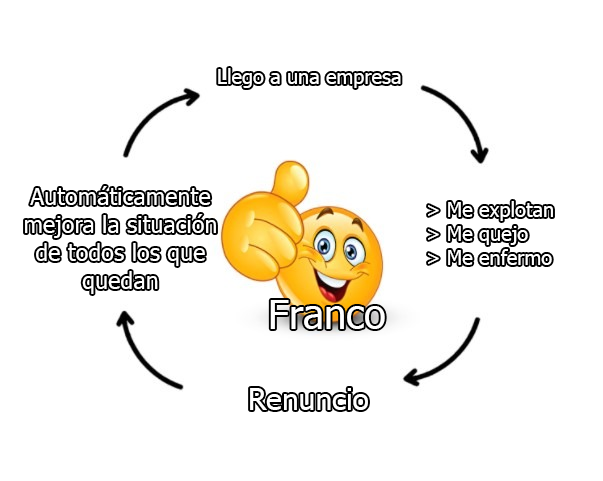 Llego a una empresa
> Me explotan
> Me quejo
> Me enfermo
Renuncio
Automáticamente
mejora la situación
de todos los que
quedan
Franco